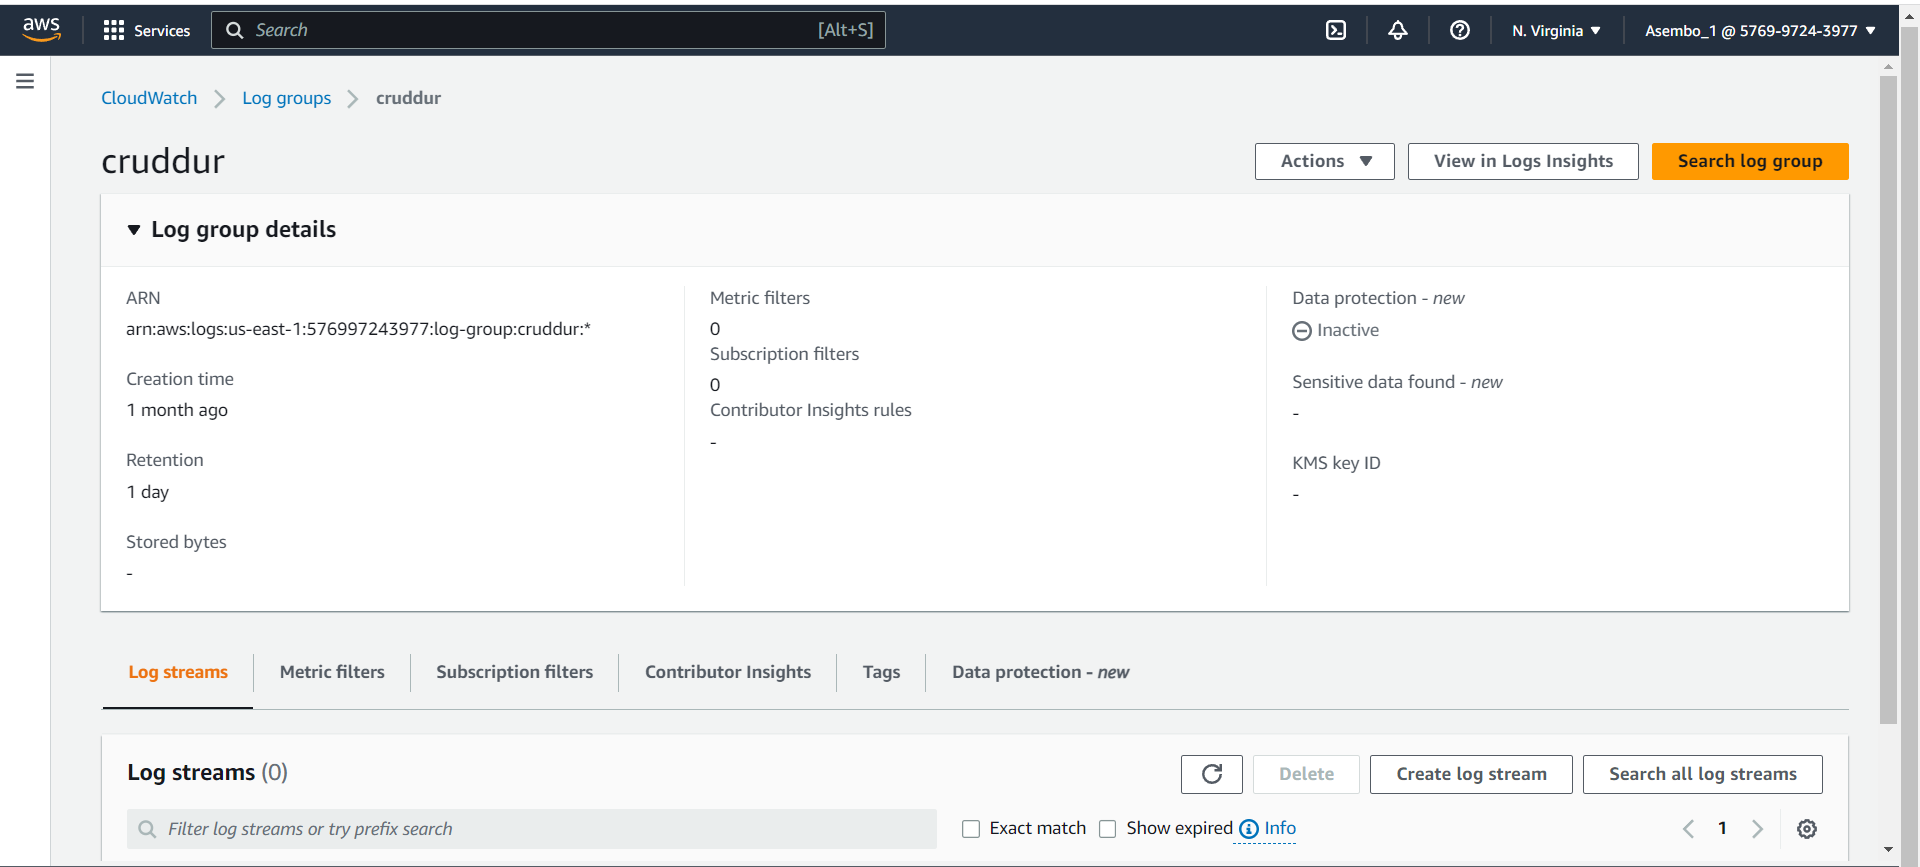 aws Services Search [Alt+S] N. Virginia Asembo_1 @ 5769-9724-3977
CloudWatch Log groups cruddur
cruddur
Actions View in Logs Insights Search log group
Log group details
ARN
arn:aws:logs:us-east-1:576997243977:log-group:cruddur:*
Creation time
1 month ago
Retention
1 day
Stored bytes
-
Metric filters
0
Subscription filters
0
Contributor Insights rules
-
Data protection - new
Inactive
Sensitive data found - new
-
KMS key ID
-
Log streams Metric filters Subscription filters Contributor Insights Tags Data protection - new
Log streams (0) Delete Create log stream Search all log streams
Filter log streams or try prefix search Exact match Show expired Info 1